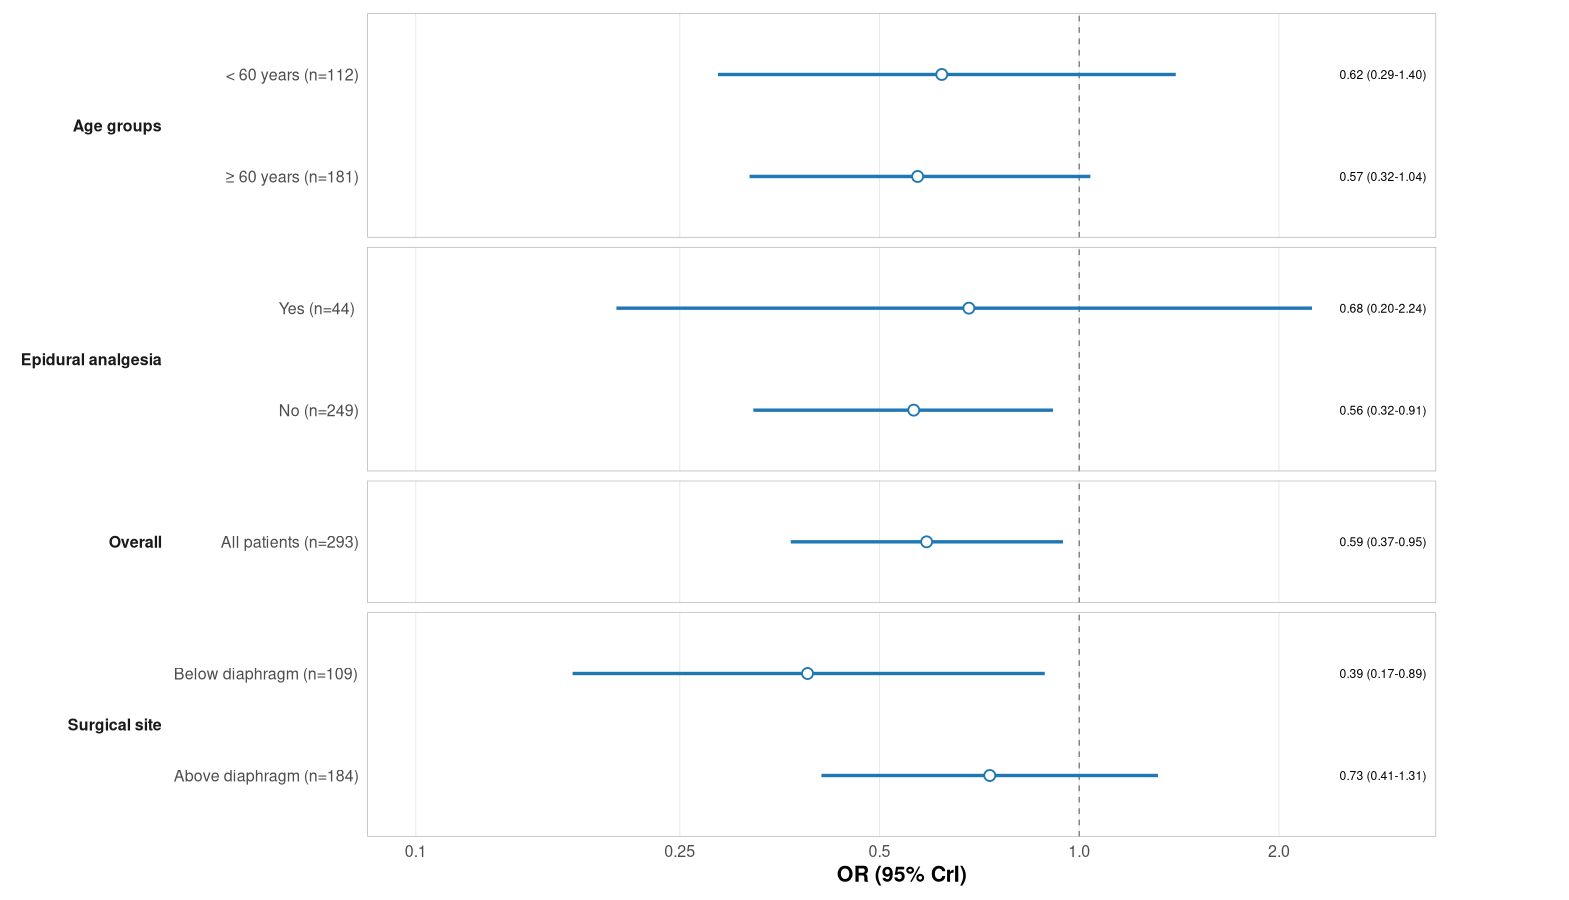 < 60 years (n=112) 0.62 (0.29-1.40)
Age groups
≥ 60 years (n=181) 0.57 (0.32-1.04)
Yes (n=44) 0.68 (0.20-2.24)
Epidural analgesia
No (n=249) 0.56 (0.32-0.91)
Overall All patients (n=293) 0.59 (0.37-0.95)
Below diaphragm (n=109) 0.39 (0.17-0.89)
Surgical site
Above diaphragm (n=184) 0.73 (0.41-1.31)
0.1 0.25 0.5 1.0 2.0
OR (95% CrI)